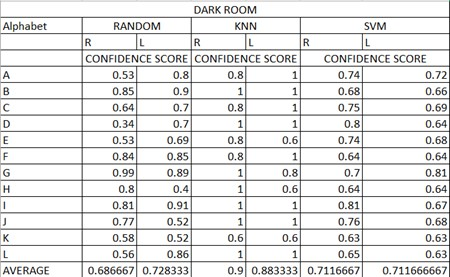 DARK ROOM
Alphabet RANDOM KNN SVM
R L R L R L
CONFIDENCE SCORE CONFIDENCE SCORE CONFIDENCE SCORE
A 0.53 0.8 0.8 1 0.74 0.72
B 0.85 0.9 1 1 0.68 0.66
C 0.64 0.7 0.8 1 0.75 0.69
D 0.34 0.7 1 1 0.8 0.64
E 0.53 0.69 0.8 0.6 0.74 0.68
F 0.84 0.85 0.8 1 0.64 0.64
G 0.99 0.89 1 0.8 0.7 0.81
H 0.8 0.4 1 0.6 0.64 0.64
I 0.81 0.91 1 1 0.81 0.67
J 0.77 0.52 1 1 0.76 0.68
K 0.58 0.52 0.6 0.6 0.63 0.63
L 0.56 0.86 1 1 0.65 0.63
AVERAGE 0.686667 0.728333 0.9 0.883333 0.7116667 0.711666667